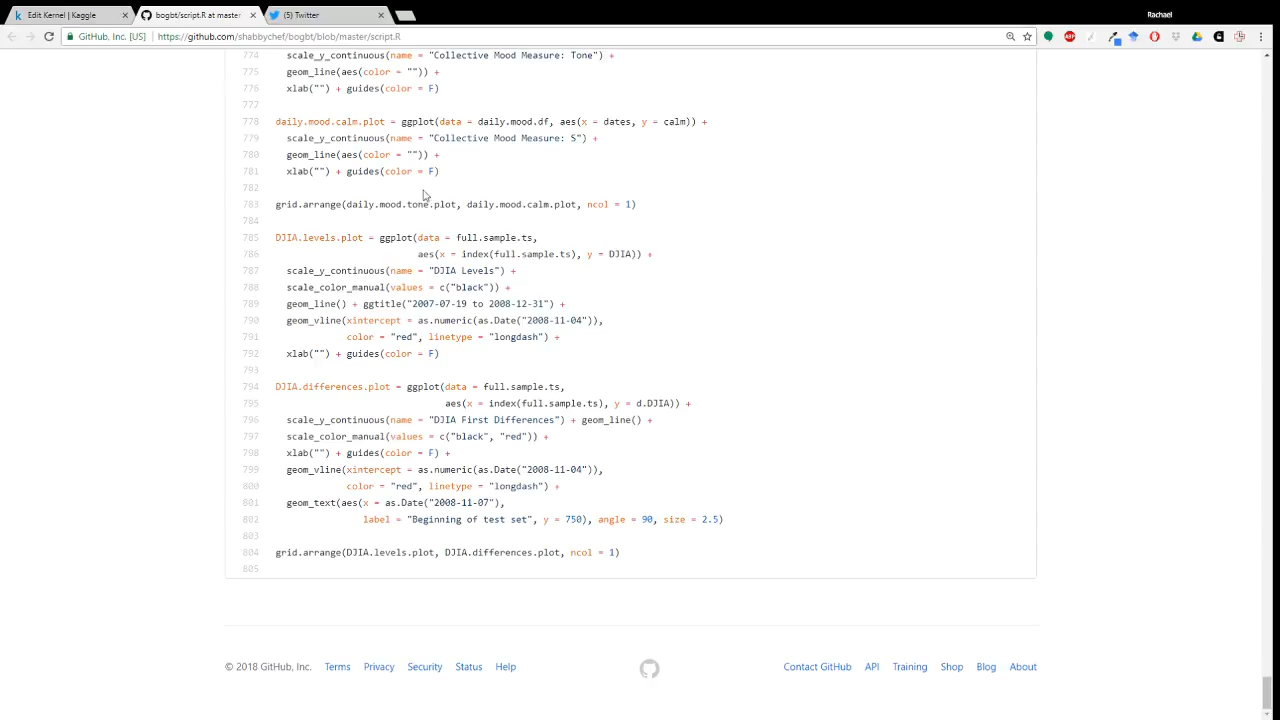 Edit Kernel | Kaggle
bogbt/script.R at master
(5) Twitter
Rachael
GitHub, Inc. [US] https://github.com/shabbychef/bogbt/blob/master/script.R
774 scale_y_continuous(name = "Collective Mood Measure: Tone") +
775 geom_line(aes(color = "")) +
776 xlab("") + guides(color = F)
777
778 daily.mood.calm.plot = ggplot(data = daily.mood.df, aes(x = dates, y = calm)) +
779 scale_y_continuous(name = "Collective Mood Measure: S") +
780 geom_line(aes(color = "")) +
781 xlab("") + guides(color = F)
782
783 grid.arrange(daily.mood.tone.plot, daily.mood.calm.plot, ncol = 1)
784
785 DJIA.levels.plot = ggplot(data = full.sample.ts,
786 aes(x = index(full.sample.ts), y = DJIA)) +
787 scale_y_continuous(name = "DJIA Levels") +
788 scale_color_manual(values = c("black")) +
789 geom_line() + ggtitle("2007-07-19 to 2008-12-31") +
790 geom_vline(xintercept = as.numeric(as.Date("2008-11-04")),
791 color = "red", linetype = "longdash") +
792 xlab("") + guides(color = F)
793
794 DJIA.differences.plot = ggplot(data = full.sample.ts,
795 aes(x = index(full.sample.ts), y = d.DJIA)) +
796 scale_y_continuous(name = "DJIA First Differences") + geom_line() +
797 scale_color_manual(values = c("black", "red")) +
798 xlab("") + guides(color = F) +
799 geom_vline(xintercept = as.numeric(as.Date("2008-11-04")),
800 color = "red", linetype = "longdash") +
801 geom_text(aes(x = as.Date("2008-11-07"),
802 label = "Beginning of test set", y = 750), angle = 90, size = 2.5)
803
804 grid.arrange(DJIA.levels.plot, DJIA.differences.plot, ncol = 1)
805
© 2018 GitHub, Inc. Terms Privacy Security Status Help Contact GitHub API Training Shop Blog About